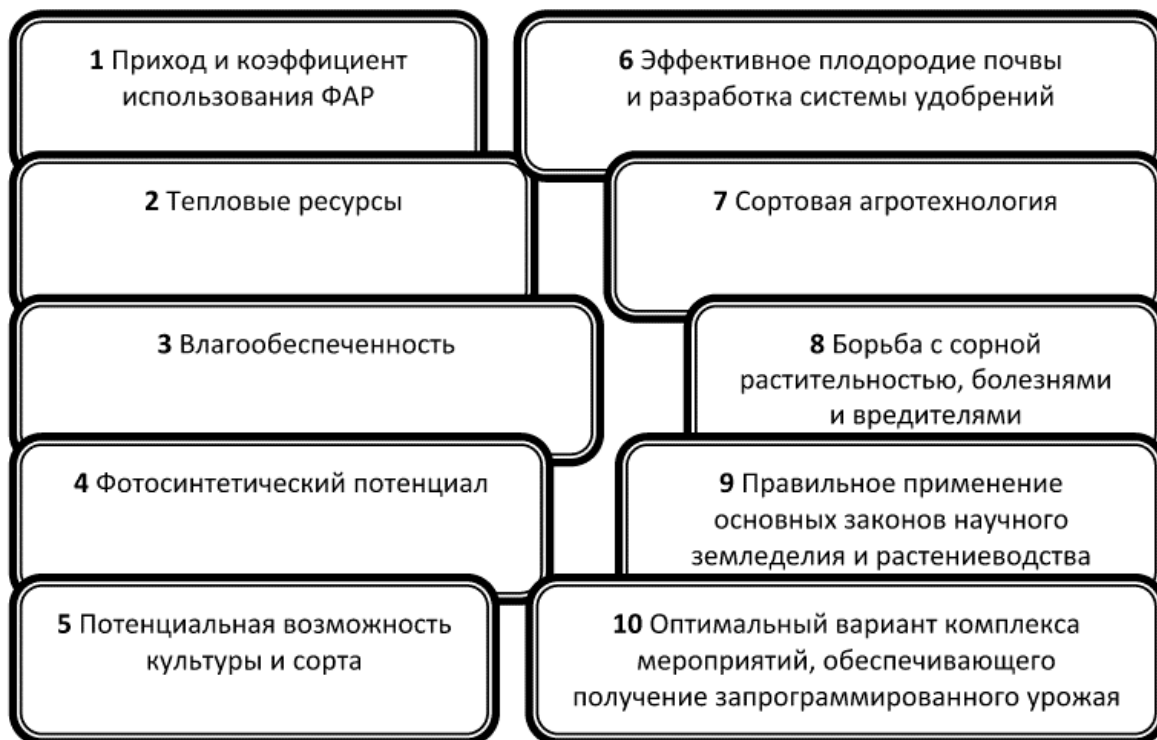 1 Приход и коэффициент
использования ФАР
2 Тепловые ресурсы
3 Влагообеспеченность
4 Фотосинтетический потенциал
5 Потенциальная возможность
культуры и сорта
6 Эффективное плодородие почвы
и разработка системы удобрений
7 Сортовая агротехнология
8 Борьба с сорной
растительностью, болезнями
и вредителями
9 Правильное применение
основных законов научного
земледелия и растениеводства
10 Оптимальный вариант комплекса
мероприятий, обеспечивающего
получение запрограммированного урожая